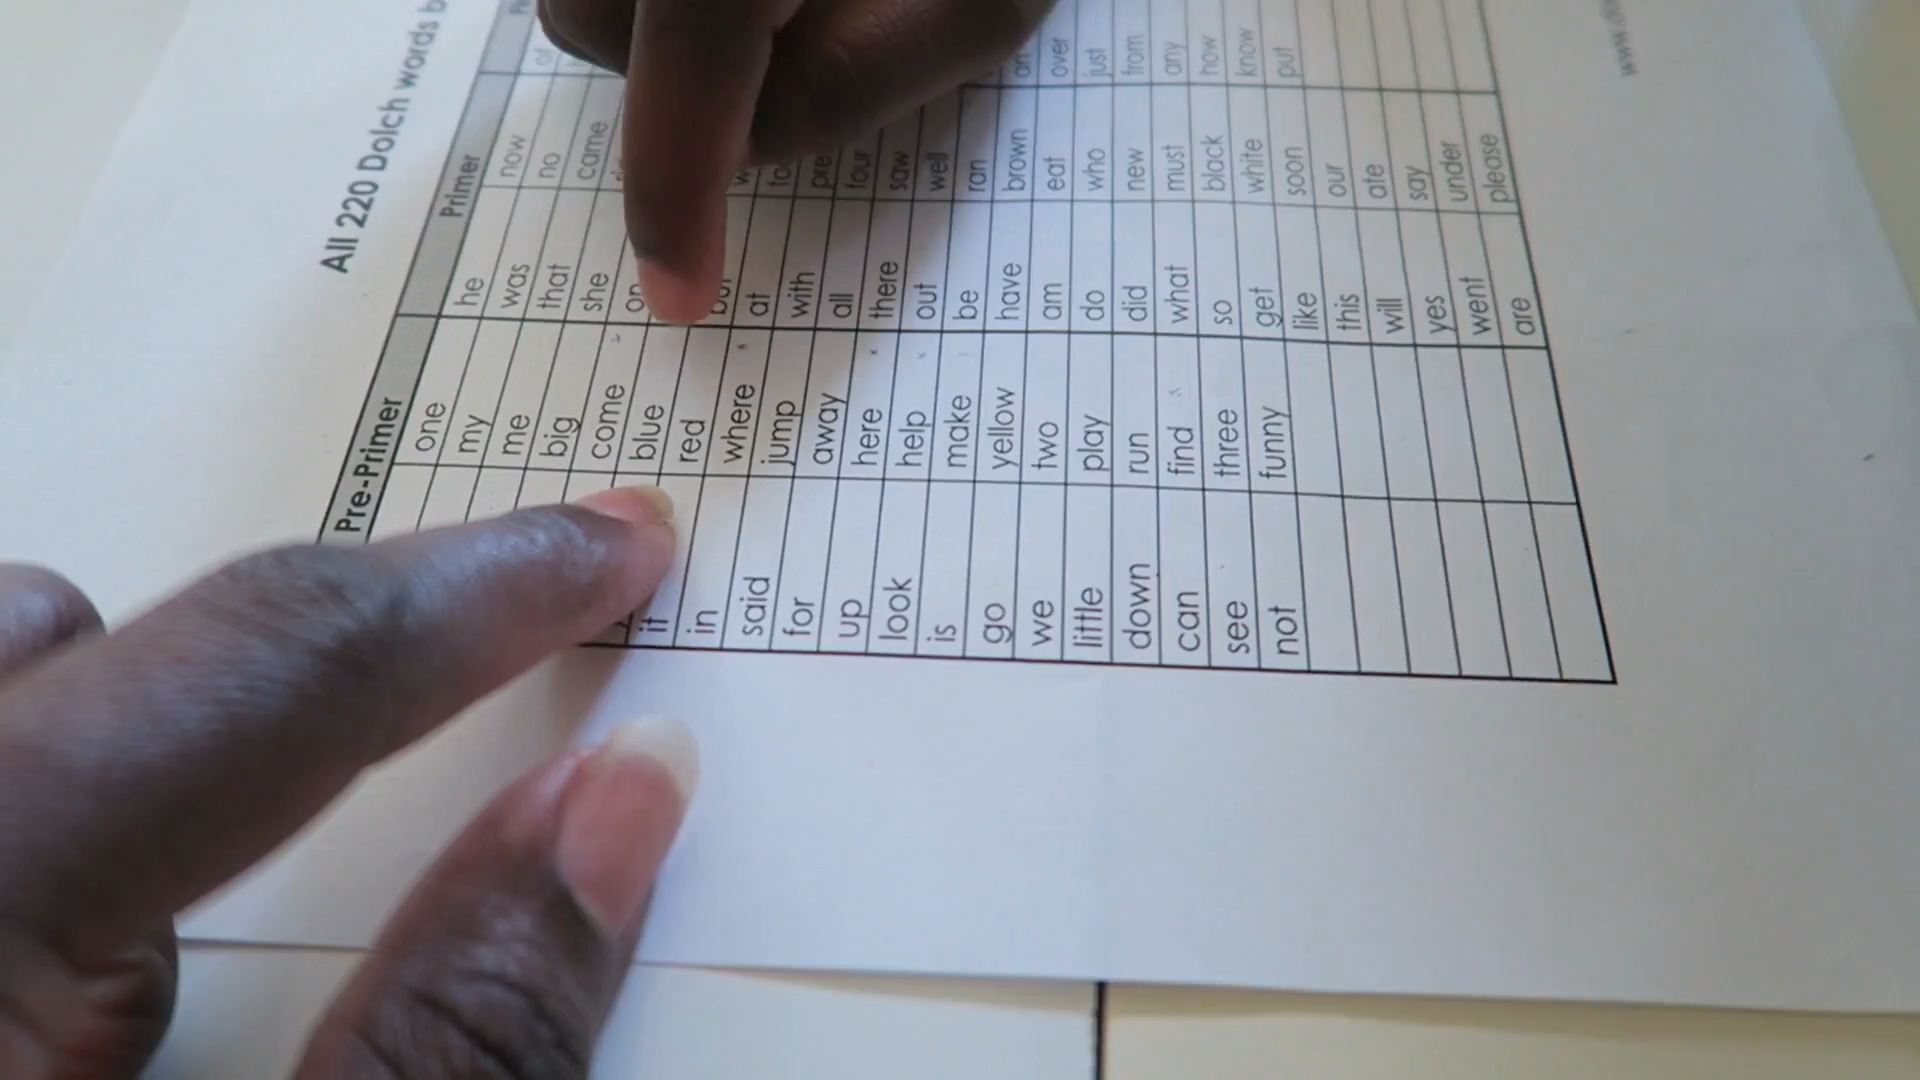 All 220 Dolch words b
Pre-Primer Primer
one he now of
my was no
me that came
big she
come on
blue
it red
in where at
said jump with
for away all four
up here there saw
look help out well
is make be ran
go yellow have brown
we two am eat over
little play do who just
down run did new from
can find what must any
see three so black how
not funny get white know
like soon put
this our
will ate
yes say
went under
are please